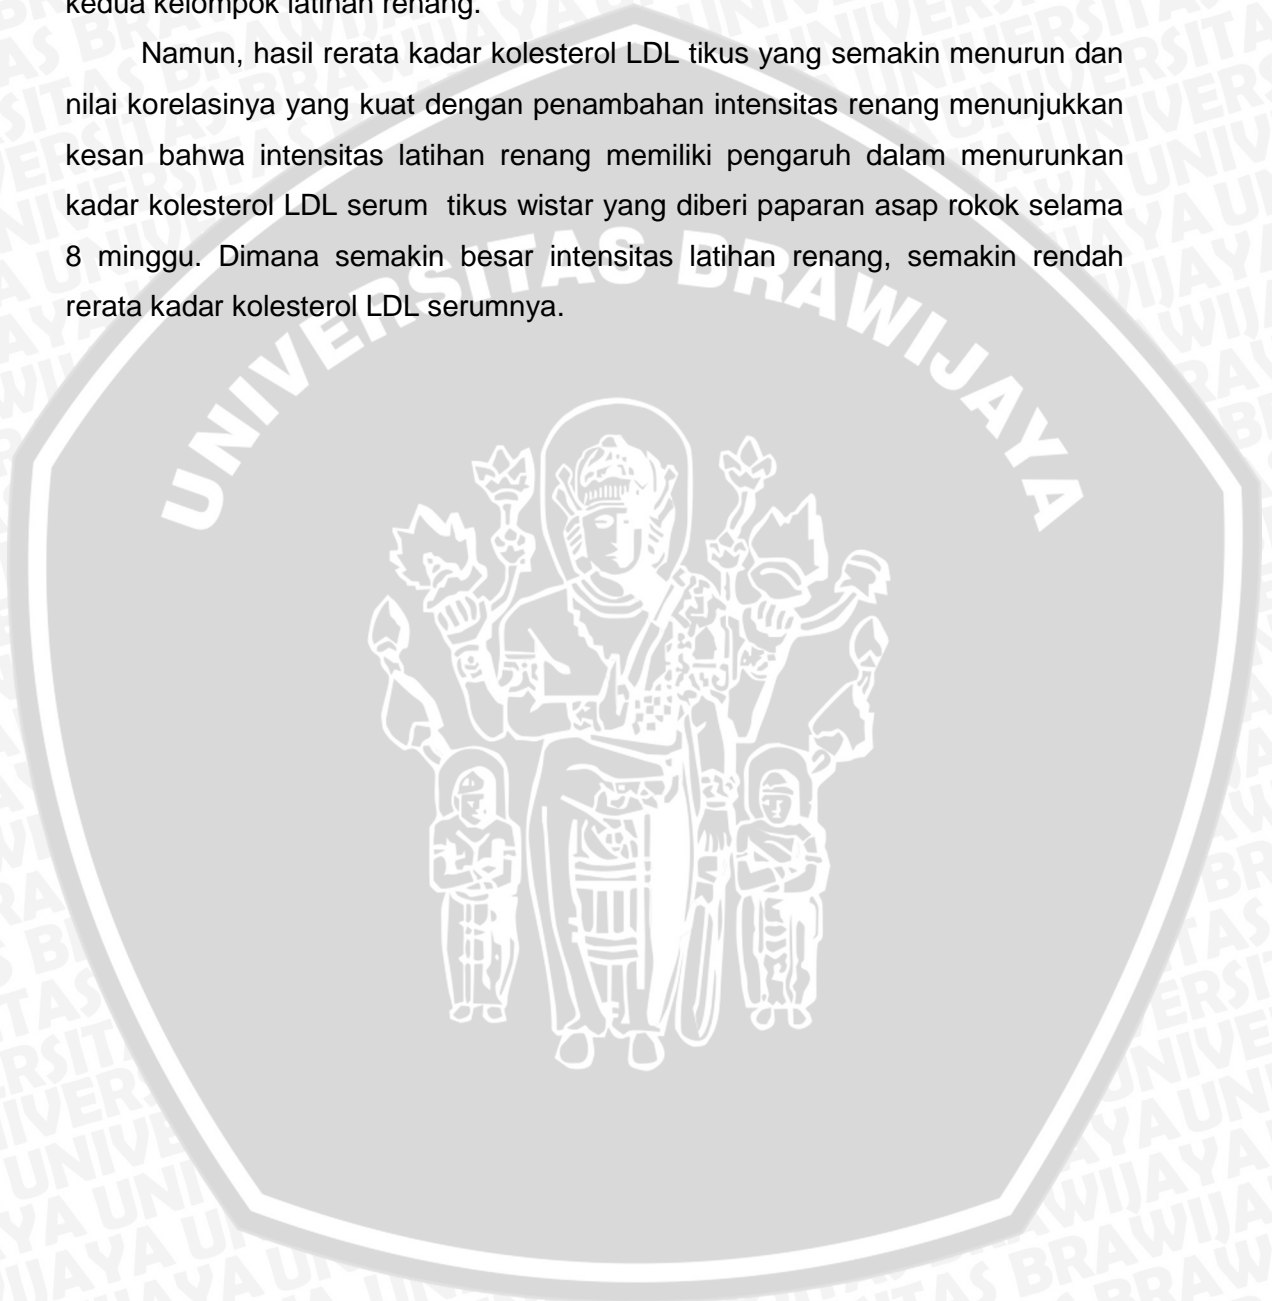 kedua kelompok latihan renang.
Namun, hasil rerata kadar kolesterol LDL tikus yang semakin menurun dan
nilai korelasinya yang kuat dengan penambahan intensitas renang menunjukkan
kesan bahwa intensitas latihan renang memiliki pengaruh dalam menurunkan
kadar kolesterol LDL serum tikus wistar yang diberi paparan asap rokok selama
8 minggu. Dimana semakin besar intensitas latihan renang, semakin rendah
rerata kadar kolesterol LDL serumnya.
UNIVERSITAS BRAWIJAYA